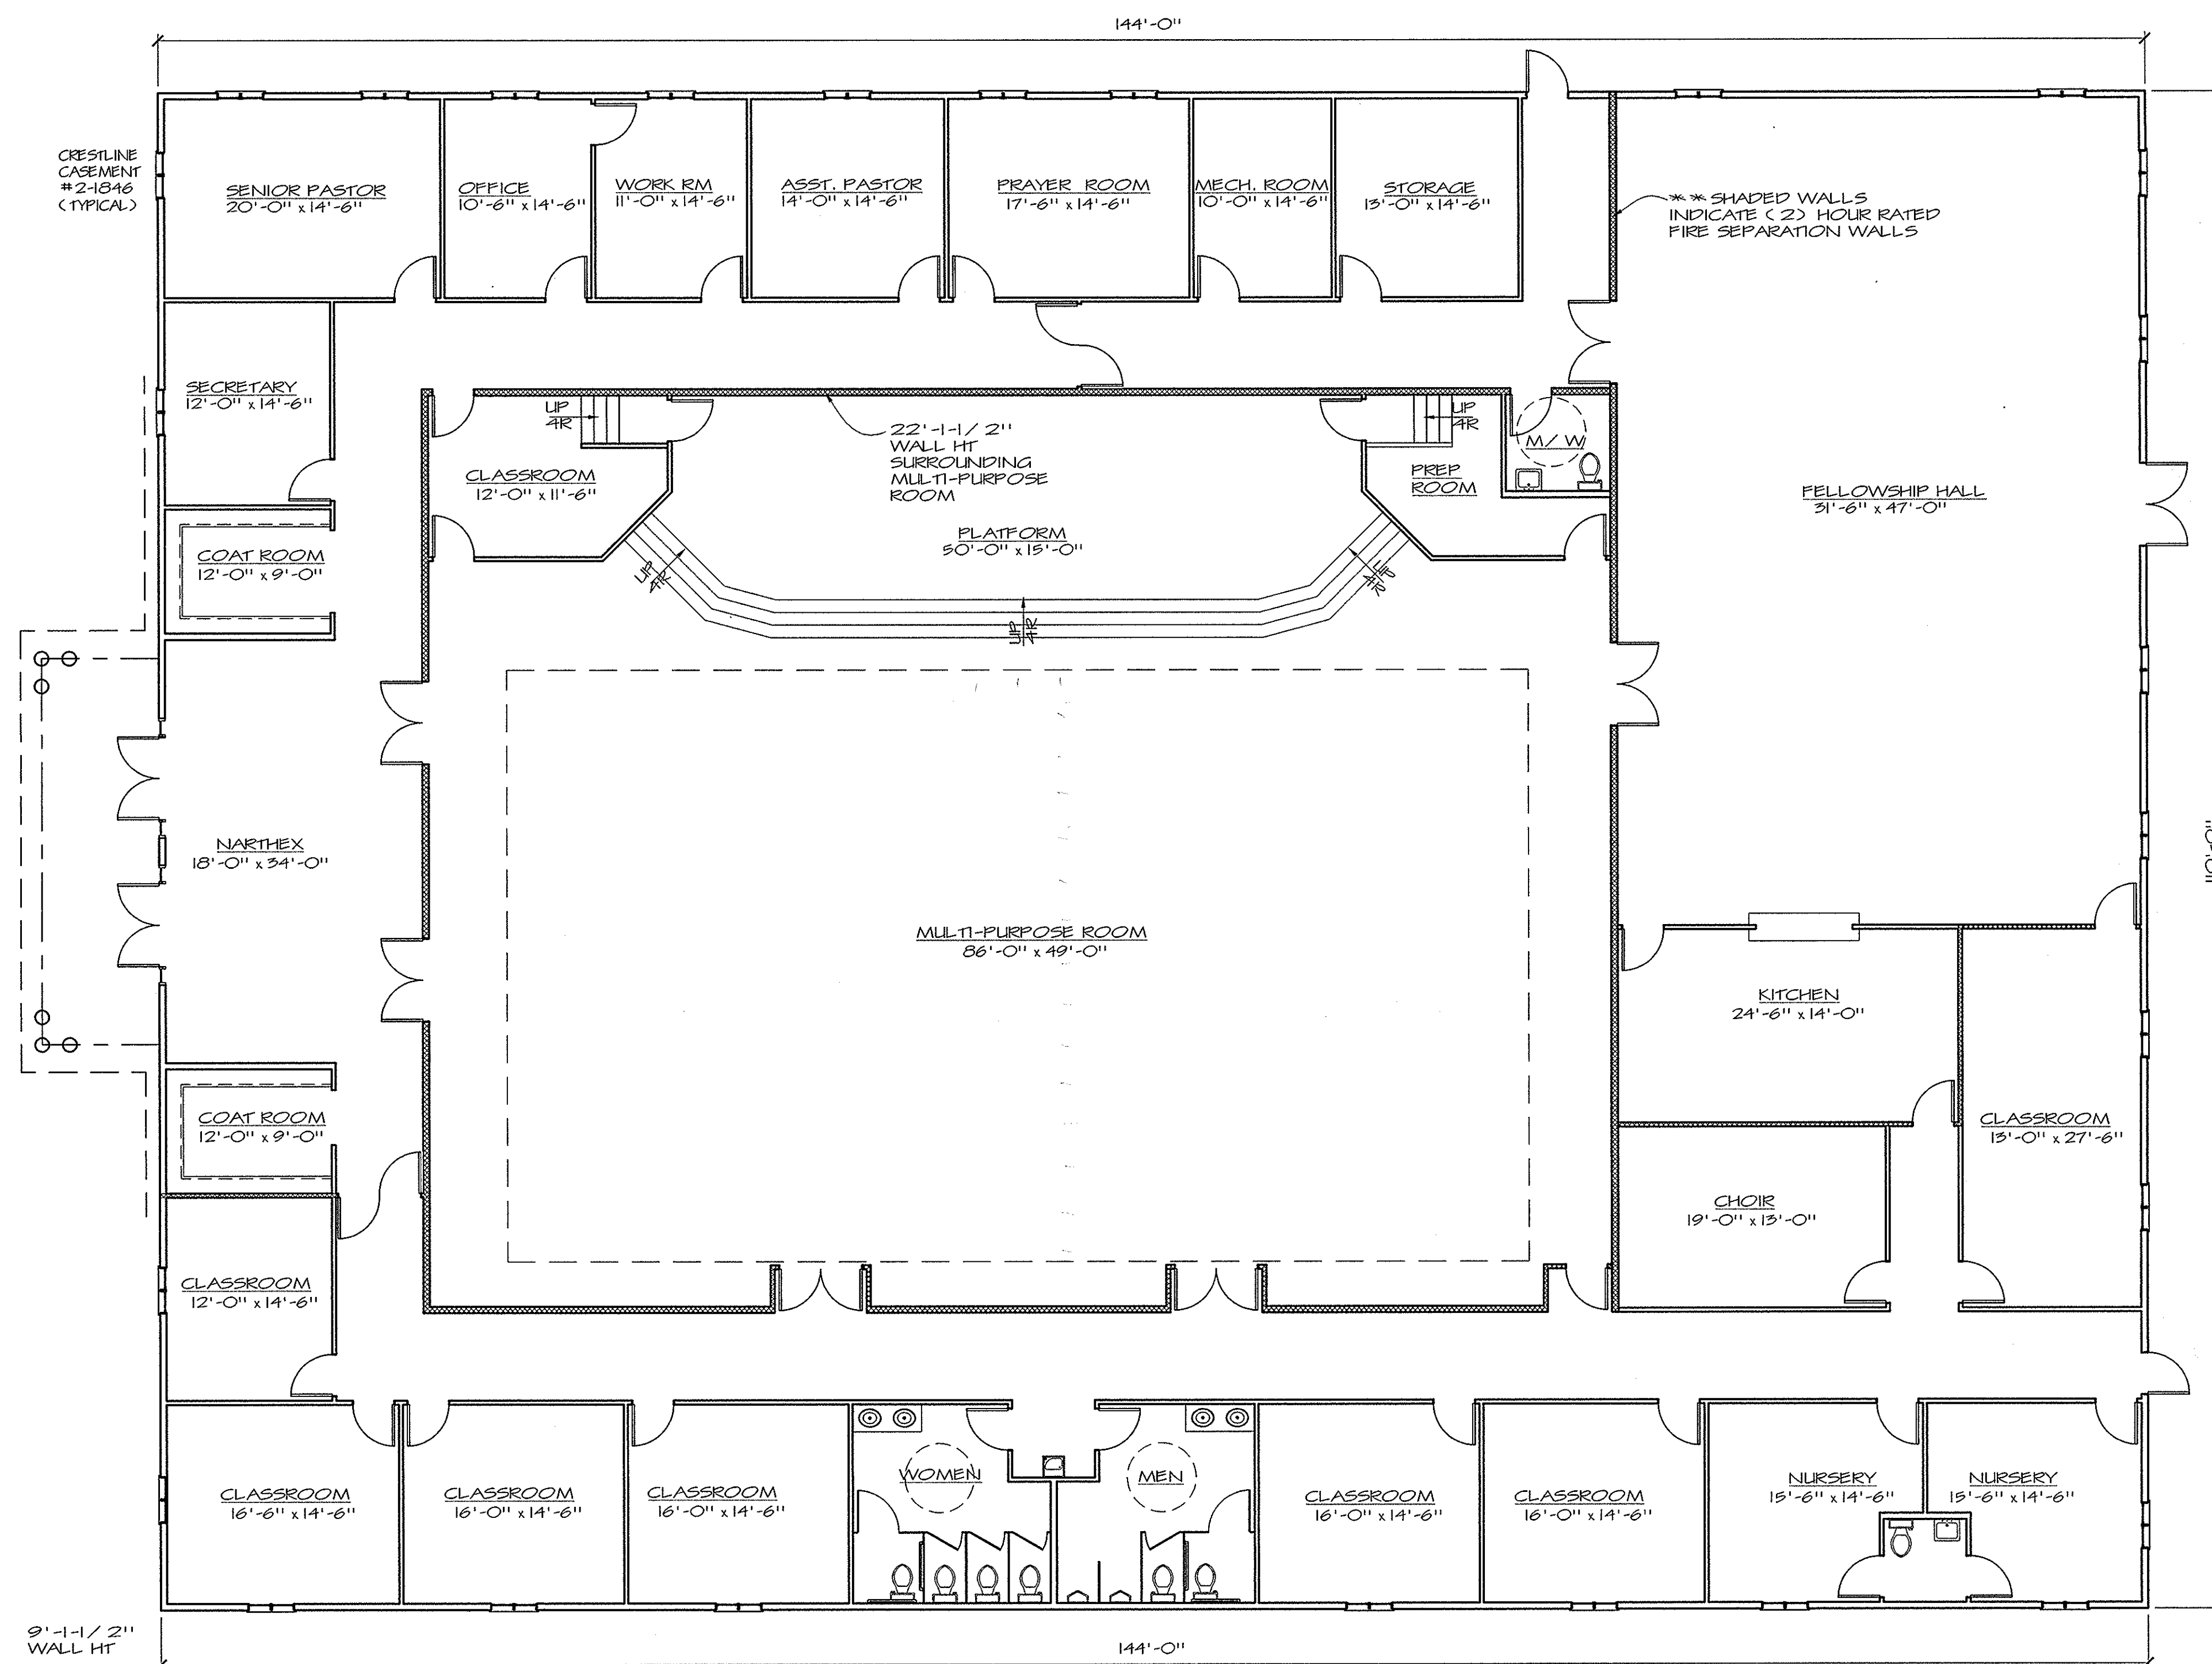 144'-0"
CRESTLINE
CASEMENT
#2-1846
(TYPICAL)
SENIOR PASTOR
20'-0" x 14'-6"
OFFICE
10'-6" x 14'-6"
WORK RM
11'-0" x 14'-6"
ASST. PASTOR
14'-0" x 14'-6"
PRAYER ROOM
17'-6" x 14'-6"
MECH. ROOM
10'-0" x 14'-6"
STORAGE
13'-0" x 14'-6"
**SHADED WALLS
INDICATE (2) HOUR RATED
FIRE SEPARATION WALLS
SECRETARY
12'-0" x 14'-6"
UP
4R
22'-1-1/2"
WALL HT
SURROUNDING
MULTI-PURPOSE
ROOM
UP
4R
M/W
CLASSROOM
12'-0" x 11'-6"
PREP
ROOM
FELLOWSHIP HALL
31'-6" x 47'-0"
COAT ROOM
12'-0" x 9'-0"
PLATFORM
50'-0" x 15'-0"
UP
4R
UP
4R
UP
4R
NARTHEX
18'-0" x 34'-0"
MULTI-PURPOSE ROOM
86'-0" x 49'-0"
KITCHEN
24'-6" x 14'-0"
COAT ROOM
12'-0" x 9'-0"
CLASSROOM
13'-0" x 27'-6"
CHOIR
19'-0" x 13'-0"
CLASSROOM
12'-0" x 14'-6"
CLASSROOM
16'-6" x 14'-6"
CLASSROOM
16'-0" x 14'-6"
CLASSROOM
16'-0" x 14'-6"
WOMEN
MEN
CLASSROOM
16'-0" x 14'-6"
CLASSROOM
16'-0" x 14'-6"
NURSERY
15'-6" x 14'-6"
NURSERY
15'-6" x 14'-6"
9'-1-1/2"
WALL HT
144'-0"